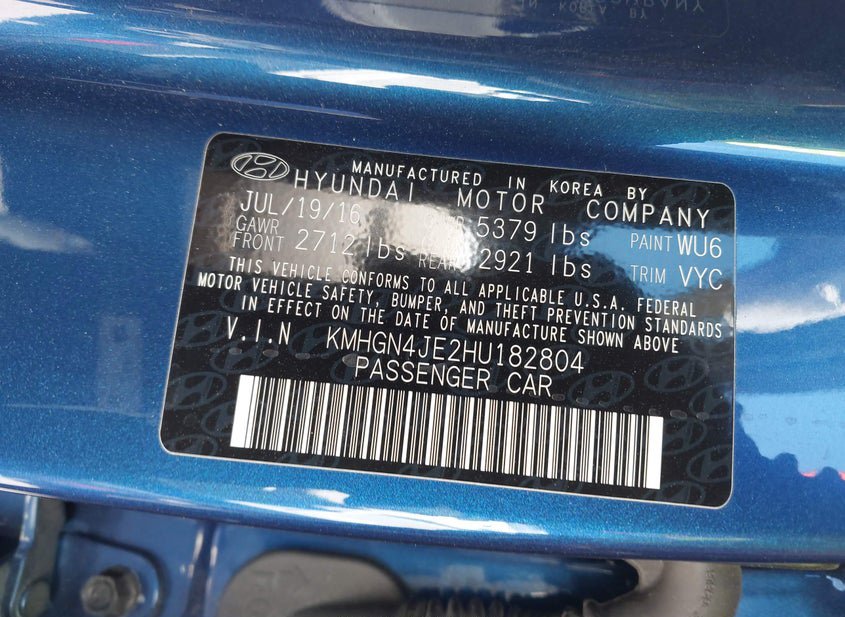 MANUFACTURED IN KOREA BY
HYUNDAI MOTOR COMPANY
JUL/19/16 5379 lbs PAINT WU6
GAWR
FRONT 2712 lbs REAR 2921 lbs TRIM VYC
THIS VEHICLE CONFORMS TO ALL APPLICABLE U.S.A. FEDERAL
MOTOR VEHICLE SAFETY, BUMPER, AND THEFT PREVENTION STANDARDS
IN EFFECT ON THE DATE OF MANUFACTURE SHOWN ABOVE
V.I.N KMHGN4JE2HU182804
PASSENGER CAR